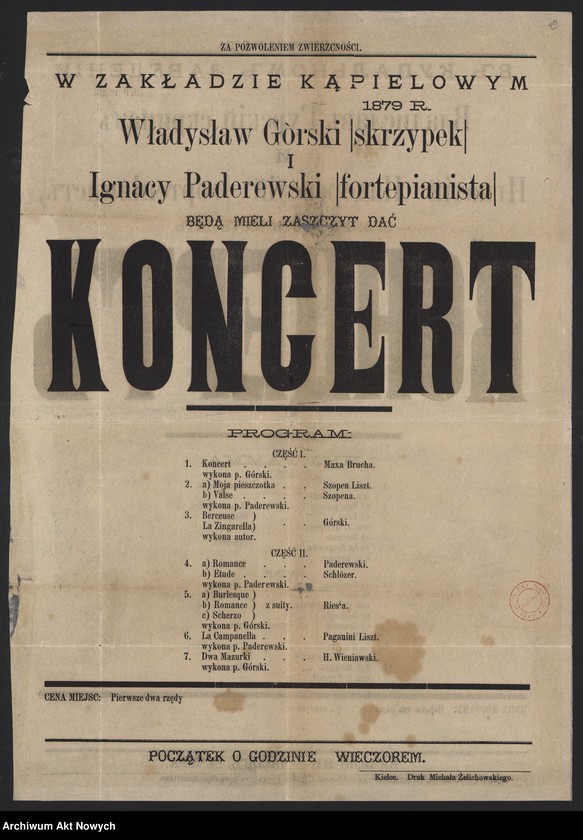 ZA POZWOLENIEM ZWIERZCNOŚCI.
W ZAKŁADZIE KĄPIELOWYM
1879 R.
Władysław Gòrski |skrzypek|
I
Ignacy Paderewski |fortepianista|
BĘDĄ MIELI ZASZCZYT DAĆ
KONCERT
PROGRAM:
CZĘŚĆ I.
1. Koncert . . . . Maxa Brucha.
wykona p. Górski.
2. a) Moja pieszczotka . . Szopen Liszt.
b) Valse . . . . Szopena.
wykona p. Paderewski.
3. Berceuse )
La Zingarella) . . Górski.
wykona autor.
CZĘŚĆ II.
4. a) Romance . . . Paderewski.
b) Etude . . . . Schlözer.
wykona p. Paderewski.
5. a) Burlesque )
b) Romance ) z suity. Ries'a.
c) Scherzo )
wykona p. Górski.
6. La Campanella . . . Paganini Liszt.
wykona p. Paderewski.
7. Dwa Mazurki . . . H. Wieniawski.
wykona p. Górski.
CENA MIEJSC: Pierwsze dwa rzędy
POCZĄTEK O GODZINIE WIECZOREM.
Kielce. Druk Michała Żelichowskiego.
Archiwum Akt Nowych